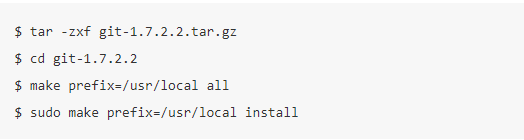 $ tar -zxf git-1.7.2.2.tar.gz
$ cd git-1.7.2.2
$ make prefix=/usr/local all
$ sudo make prefix=/usr/local install